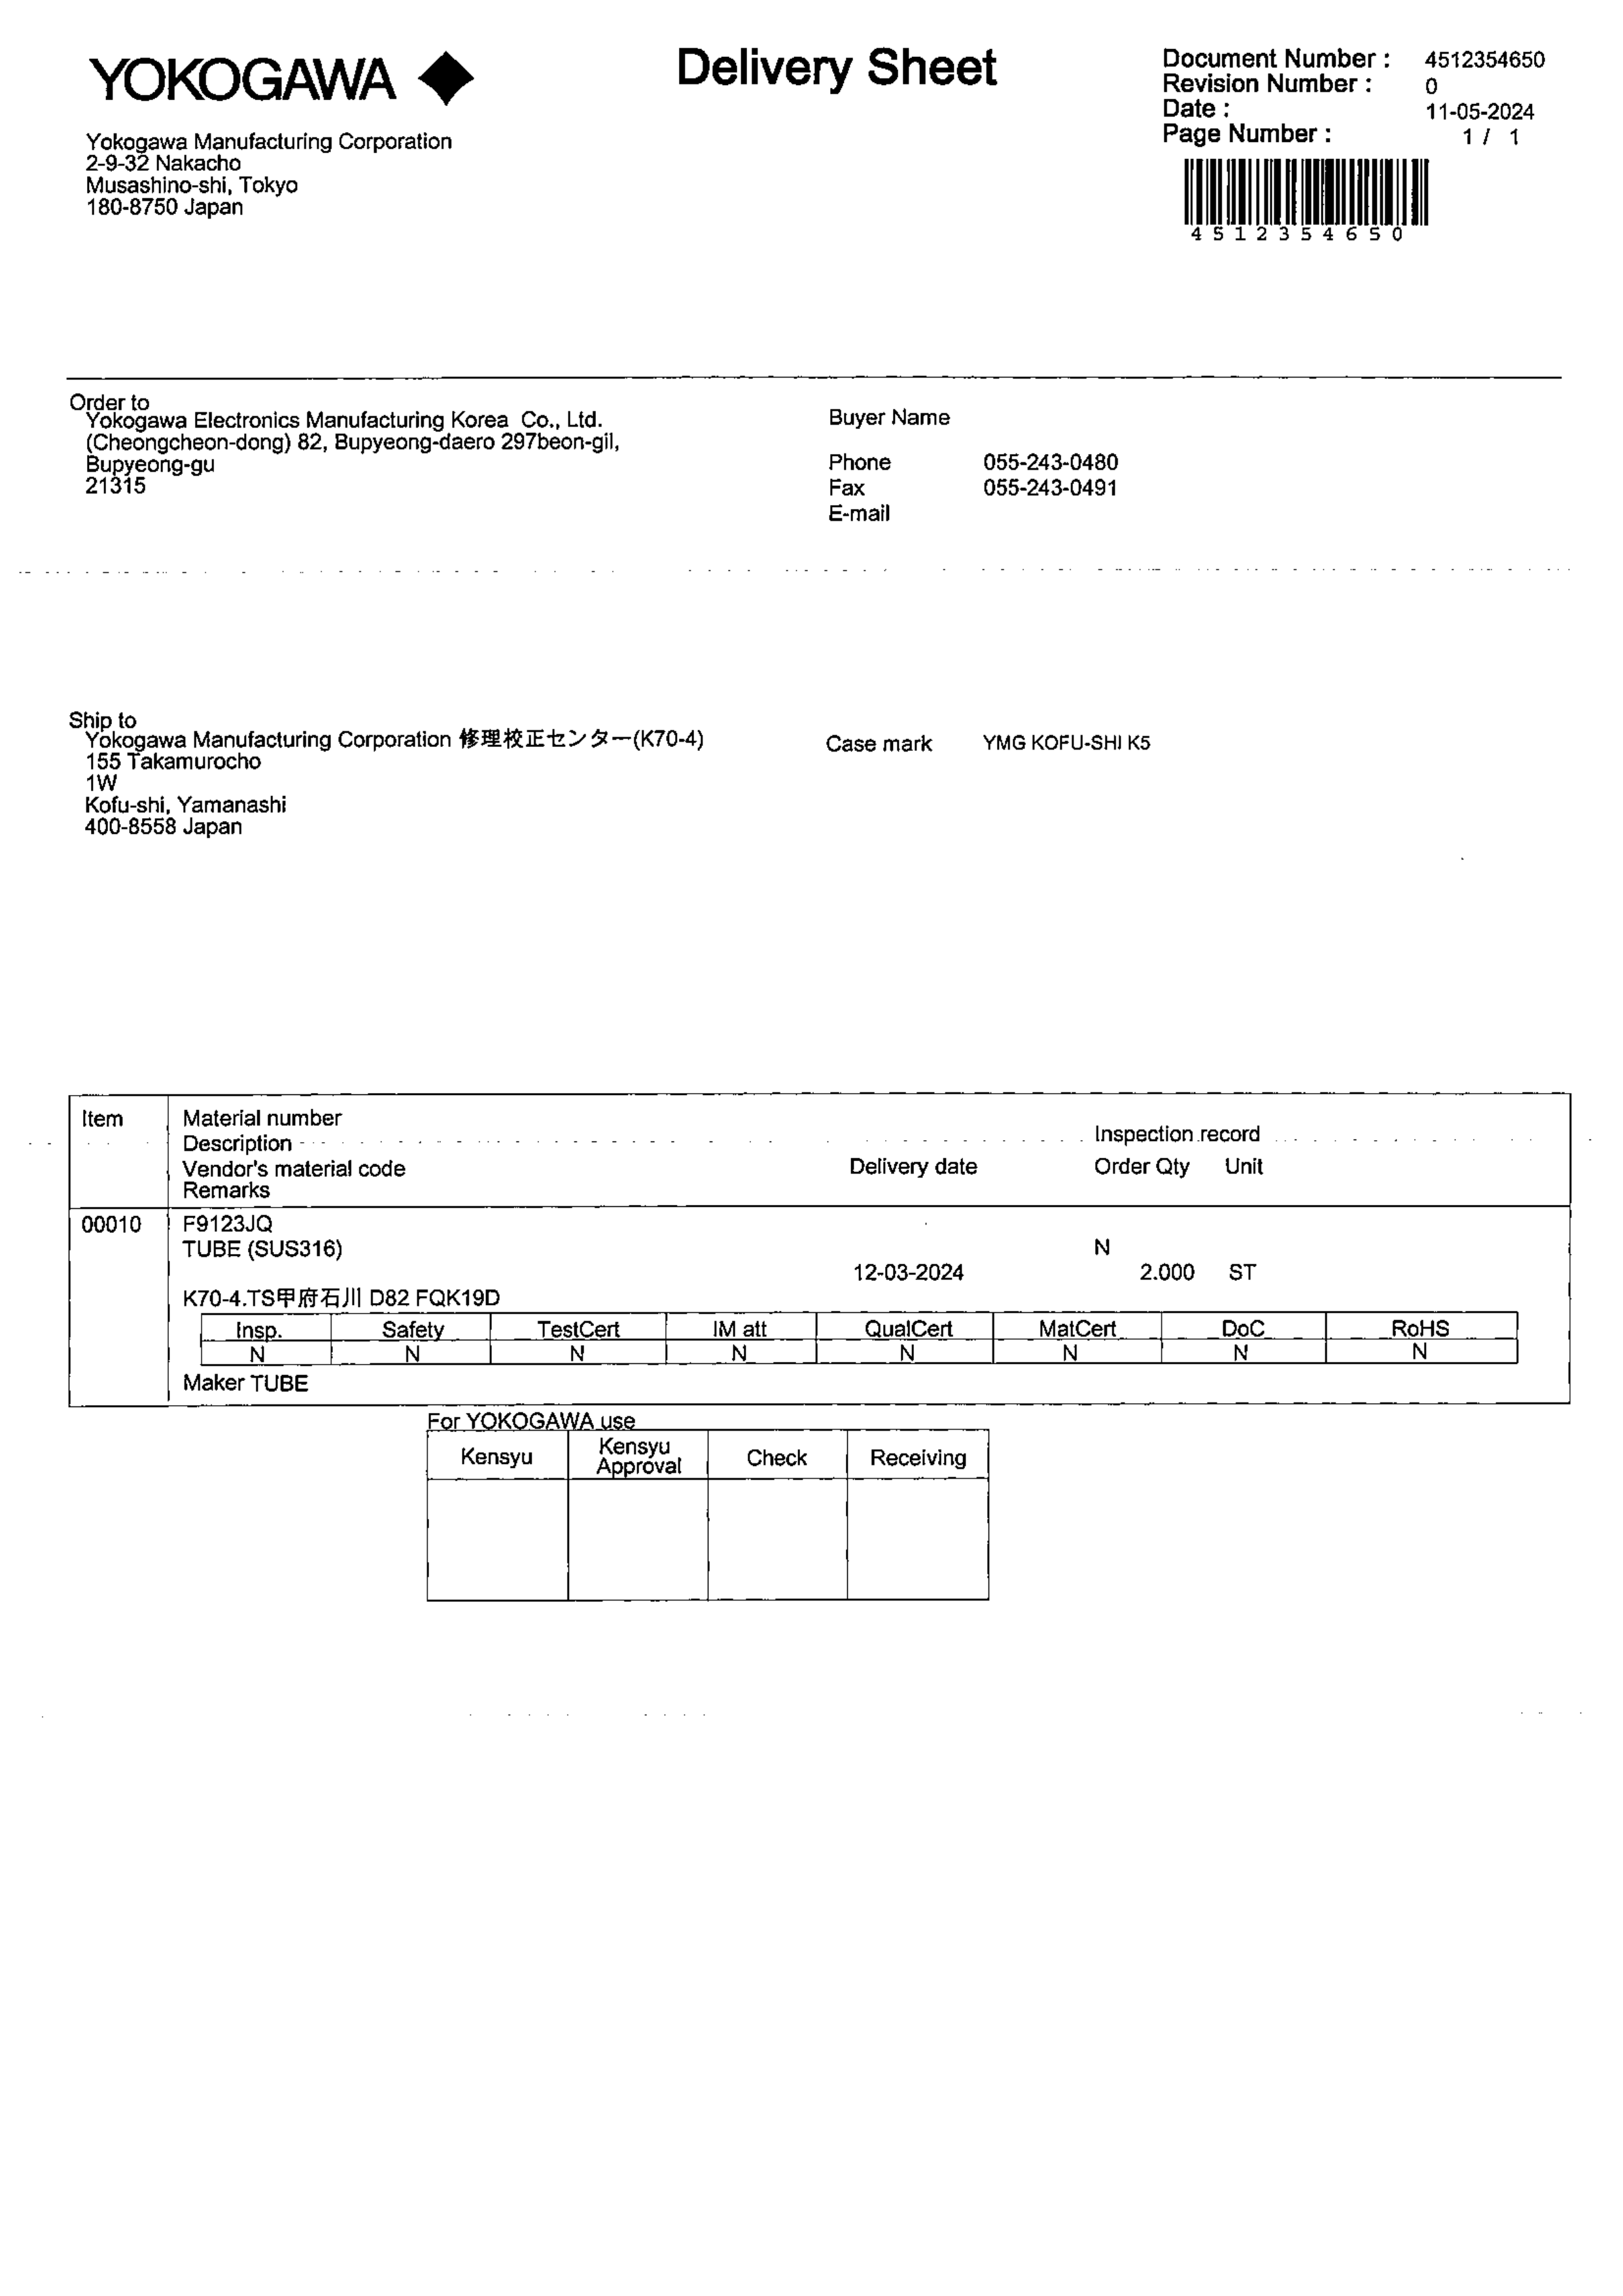 YOKOGAWA
Delivery Sheet
Document Number : 4512354650
Revision Number : 0
Date : 11-05-2024
Page Number : 1 / 1
4512354650
Yokogawa Manufacturing Corporation
2-9-32 Nakacho
Musashino-shi, Tokyo
180-8750 Japan
Order to
Yokogawa Electronics Manufacturing Korea Co., Ltd.
(Cheongcheon-dong) 82, Bupyeong-daero 297beon-gil,
Bupyeong-gu
21315
Buyer Name
Phone 055-243-0480
Fax 055-243-0491
E-mail
Ship to
Yokogawa Manufacturing Corporation 修理校正センター(K70-4)
155 Takamurocho
1W
Kofu-shi, Yamanashi
400-8558 Japan
Case mark YMG KOFU-SHI K5
Item Material number
Description Inspection record
Vendor's material code Delivery date Order Qty Unit
Remarks
00010 F9123JQ
TUBE (SUS316) N
12-03-2024 2.000 ST
K70-4.TS甲府石川 D82 FQK19D
Insp. Safety TestCert IM att QualCert MatCert DoC RoHS
N N N N N N N N
Maker TUBE
For YOKOGAWA use
Kensyu Kensyu Approval Check Receiving